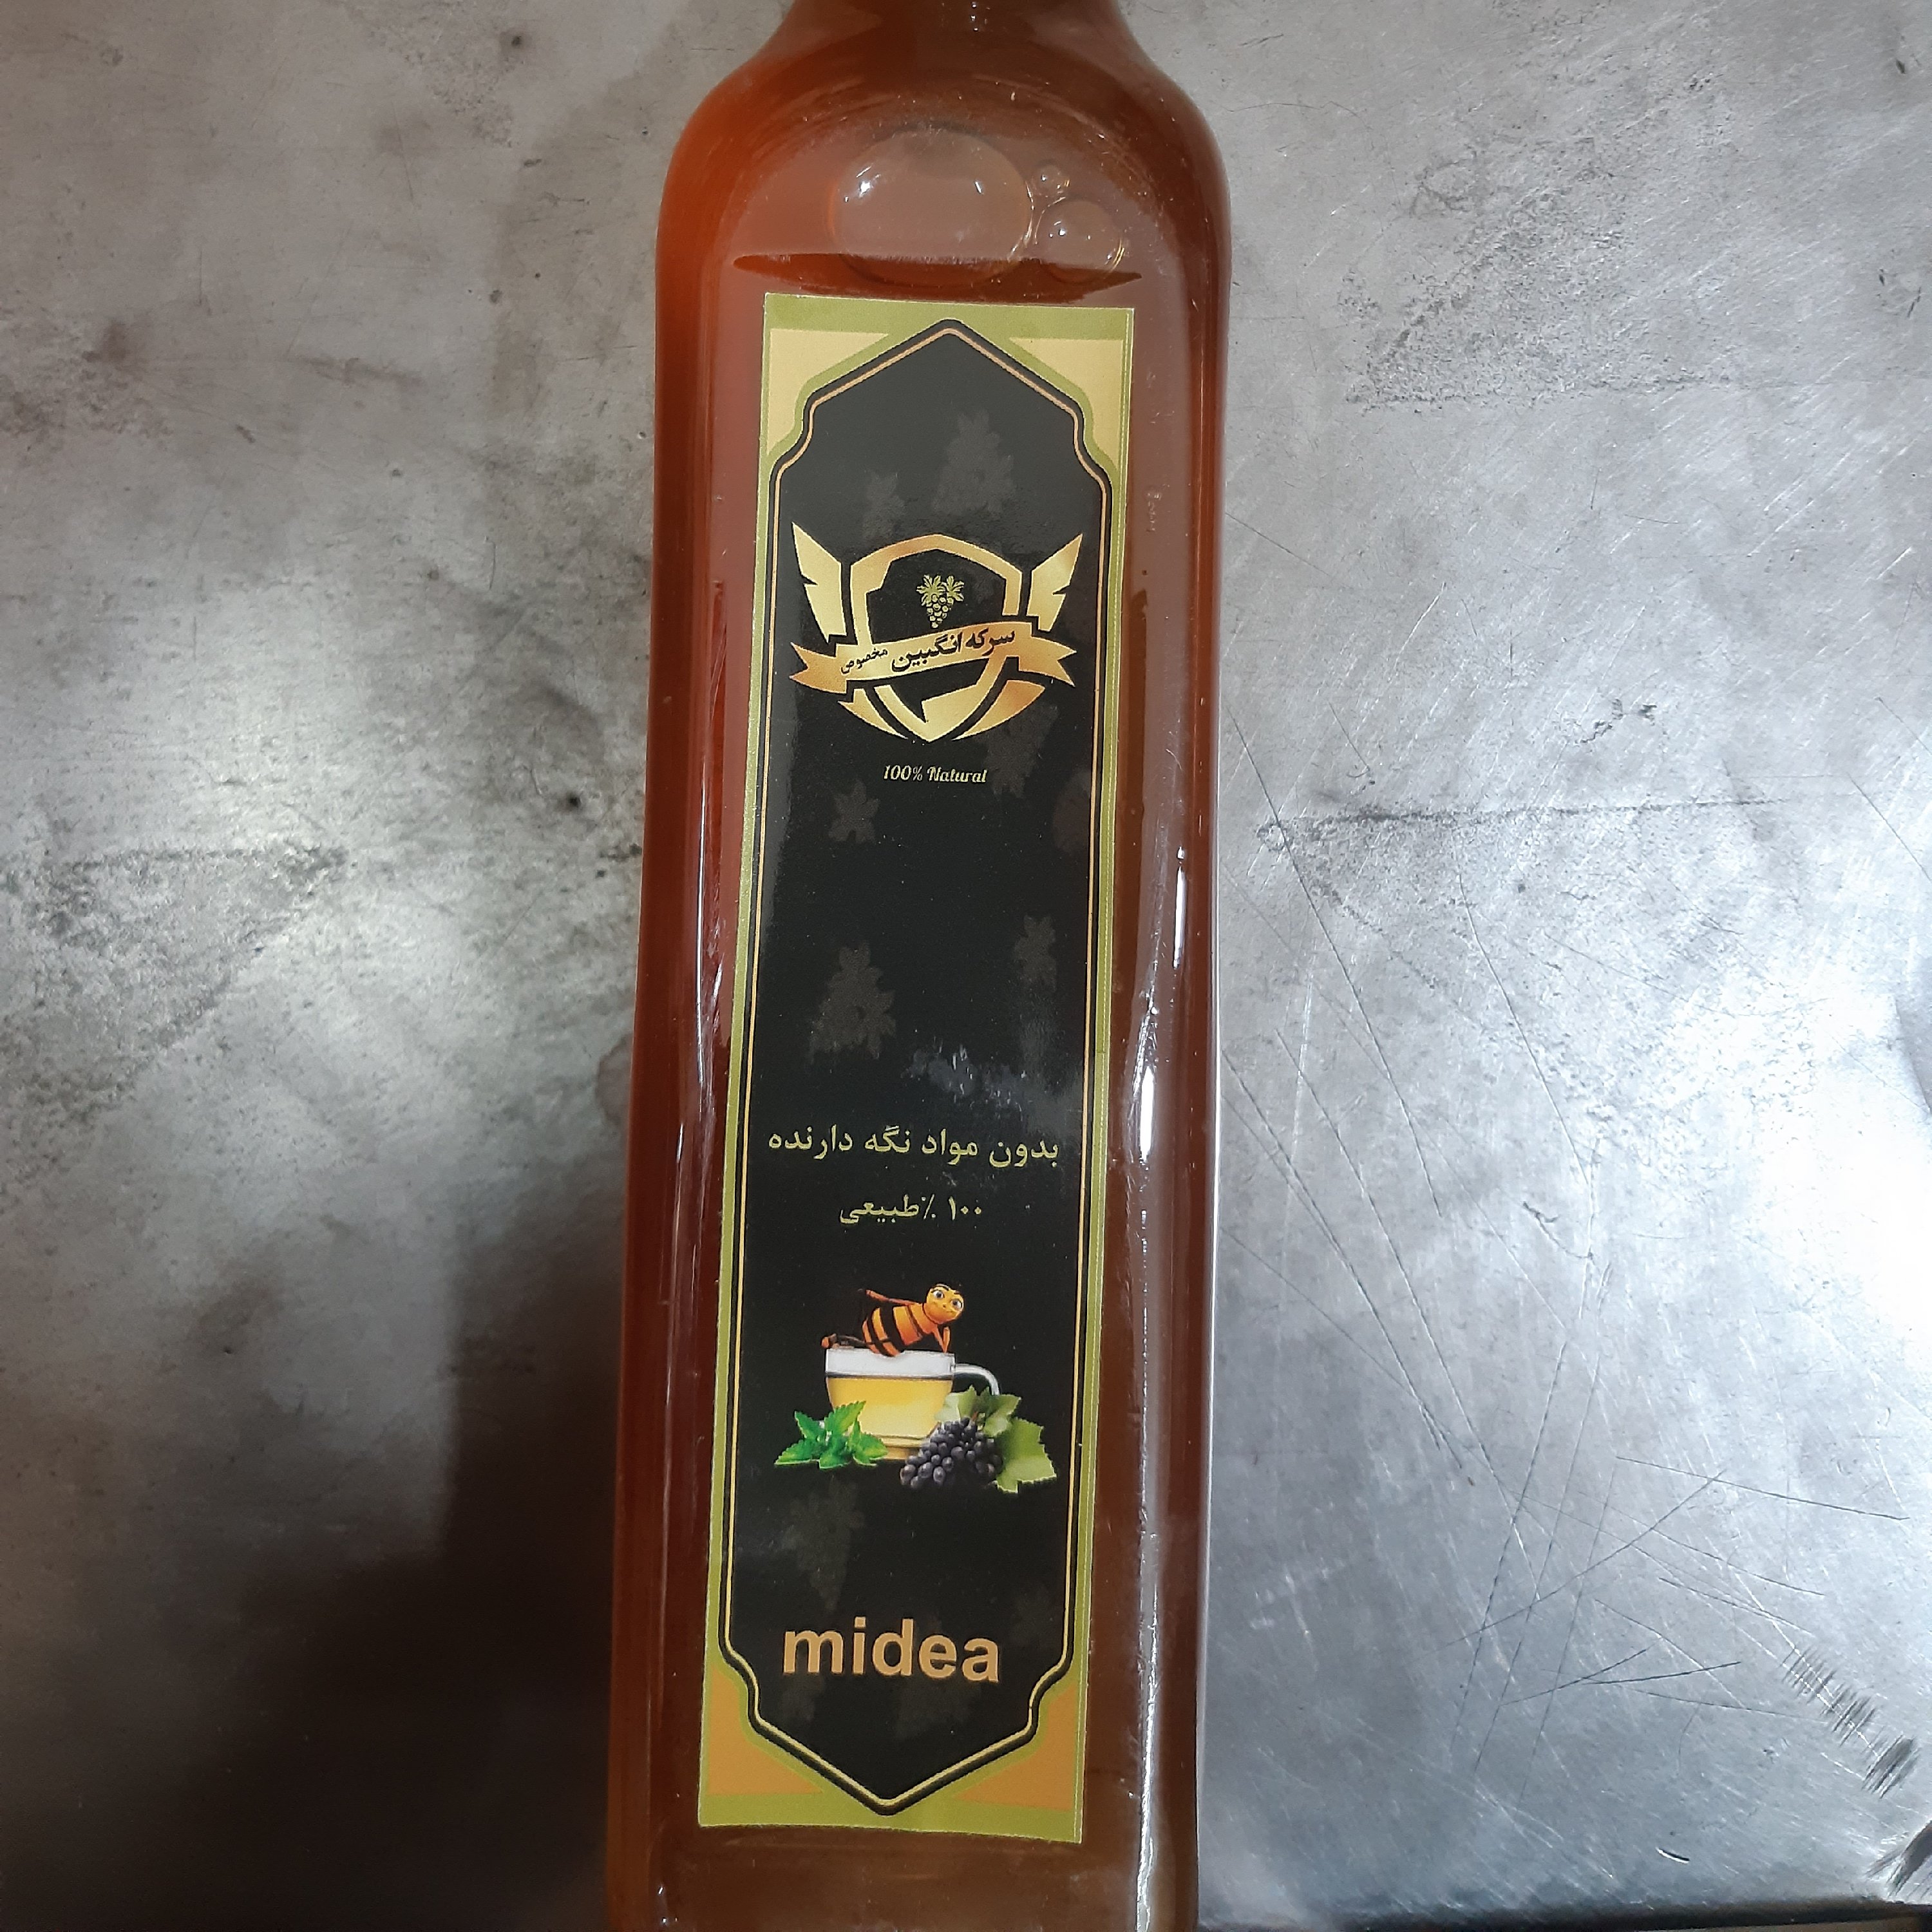 سرکه انگبین مخصوص
100% Natural
بدون مواد نگه دارنده
۱۰۰ ٪طبیعی
midea